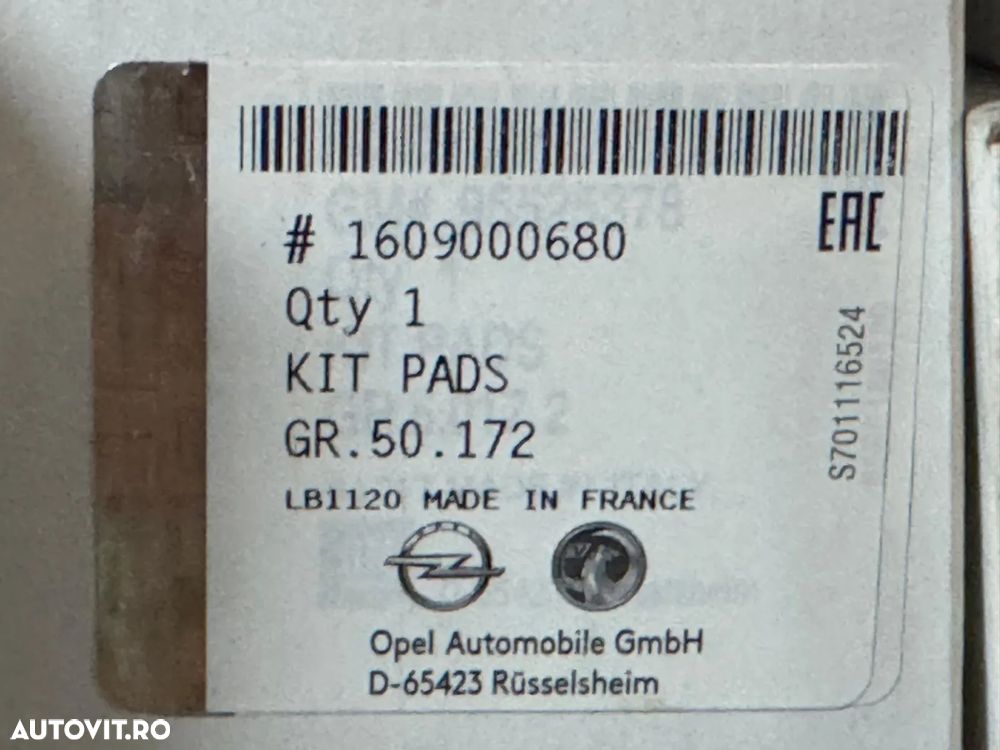 EAC
# 1609000680
Qty 1
KIT PADS
GR.50.172
LB1120 MADE IN FRANCE
S701116524
Opel Automobile GmbH
D-65423 Rüsselsheim
AUTOVIT.RO